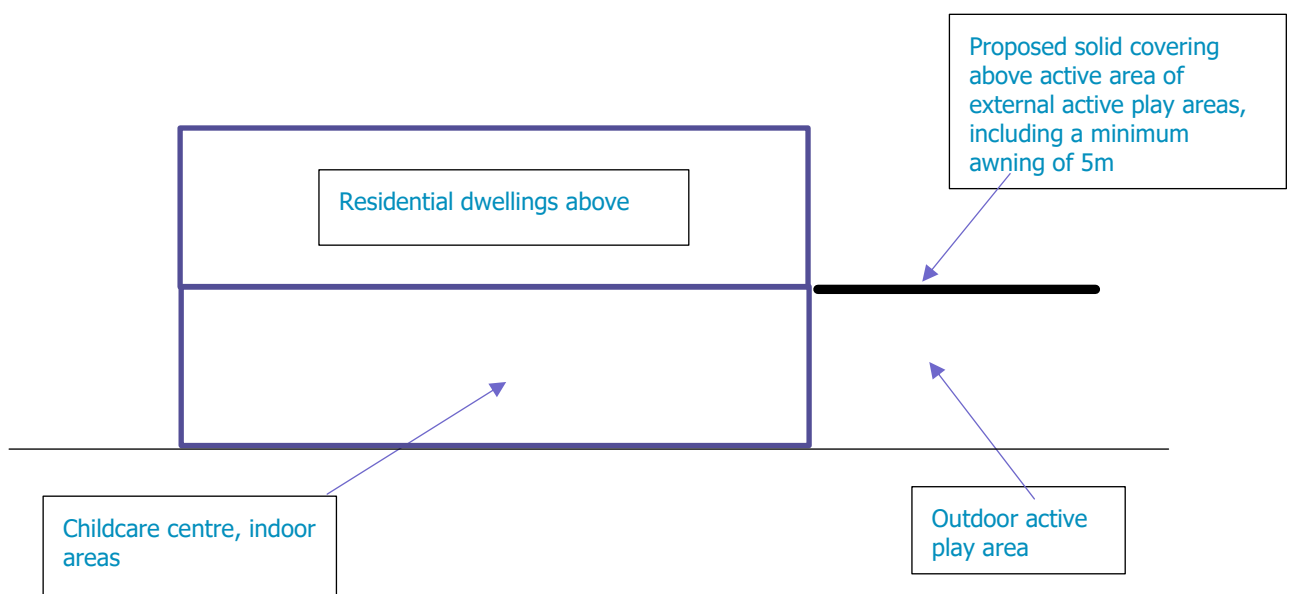 Proposed solid covering
above active area of
external active play areas,
including a minimum
awning of 5m
Residential dwellings above
Childcare centre, indoor
areas
Outdoor active
play area